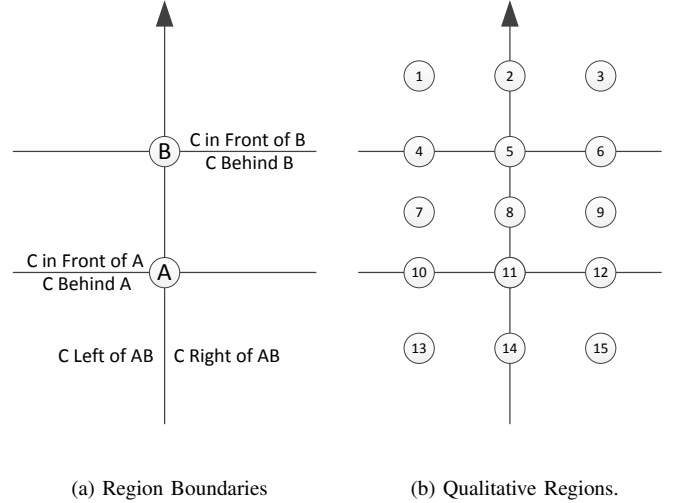 B
C in Front of B
C Behind B
C in Front of A
C Behind A
A
C Left of AB
C Right of AB
1 2 3
4 5 6
7 8 9
10 11 12
13 14 15
(a) Region Boundaries
(b) Qualitative Regions.